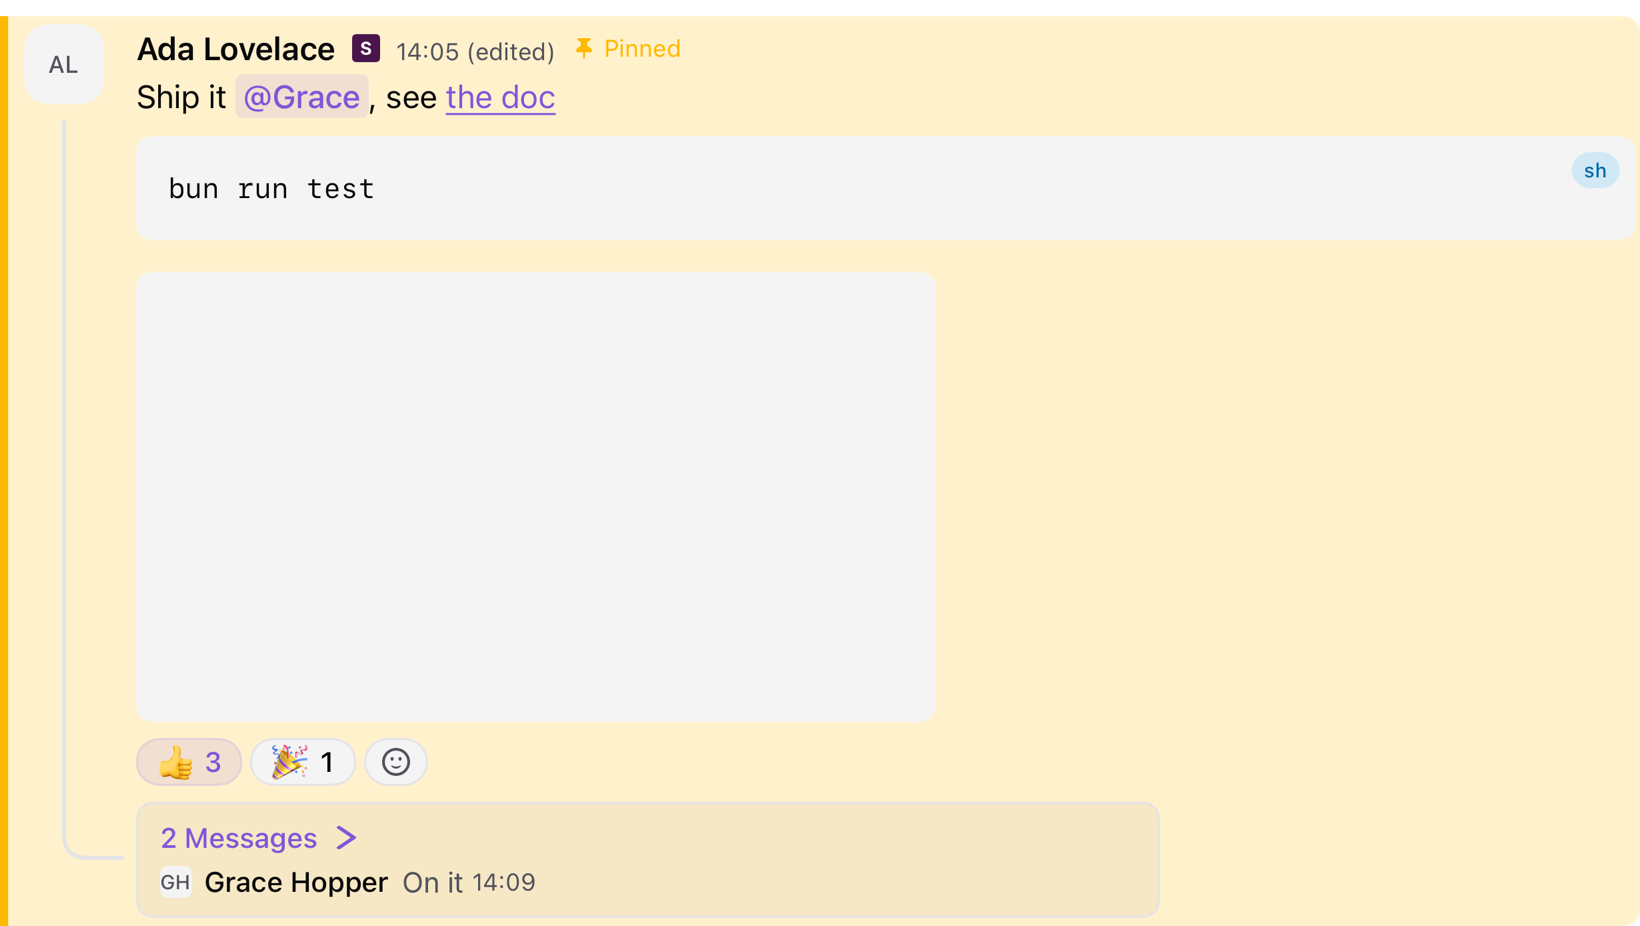 AL
Ada Lovelace S 14:05 (edited) Pinned
Ship it @Grace, see the doc
bun run test
sh
👍 3 🎉 1
2 Messages >
GH Grace Hopper On it 14:09